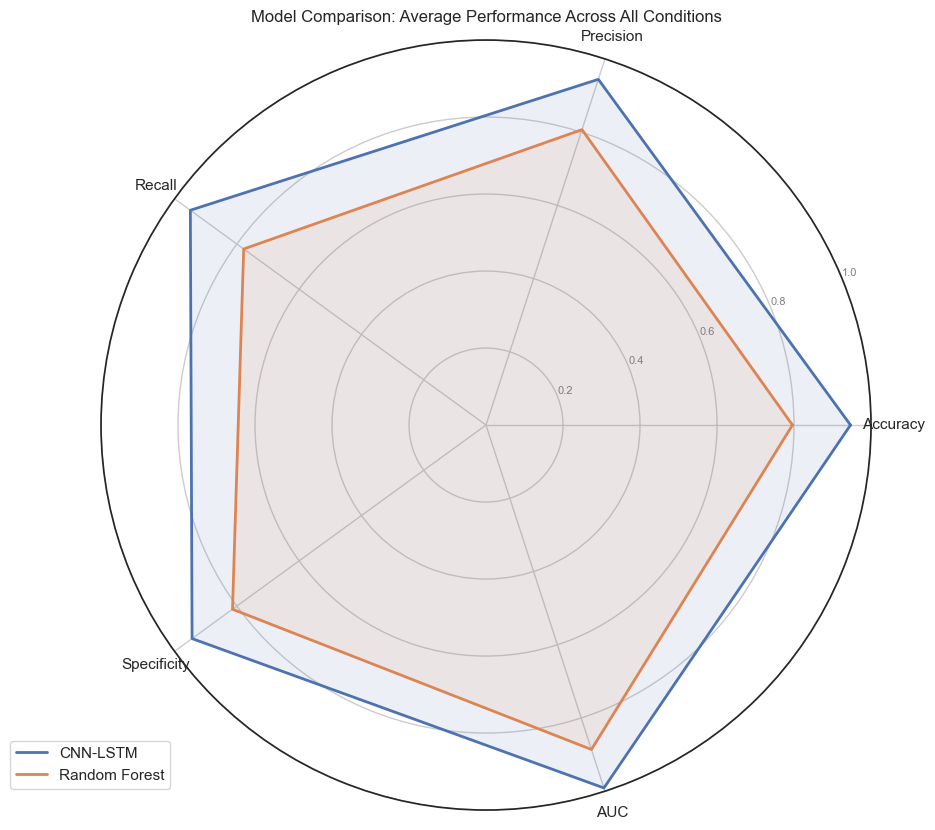 Model Comparison: Average Performance Across All Conditions
Precision
Recall
1.0
0.8
0.6
0.4
0.2
Accuracy
Specificity
AUC
CNN-LSTM
Random Forest